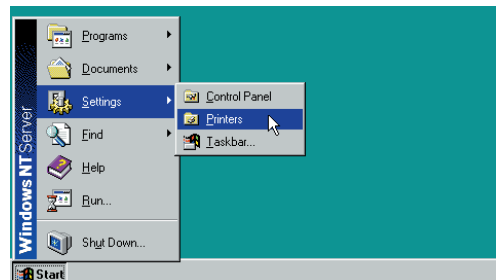 Programs
Documents
Settings
Find
Help
Run...
Shut Down...
Control Panel
Printers
Taskbar...
Windows NT Server
Start